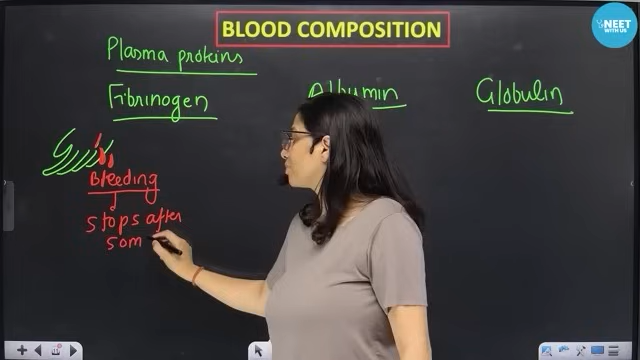 BLOOD COMPOSITION
NEET
WITH US
Plasma proteins
Fibrinogen Albumin Globulin
Bleeding
Stops after
som